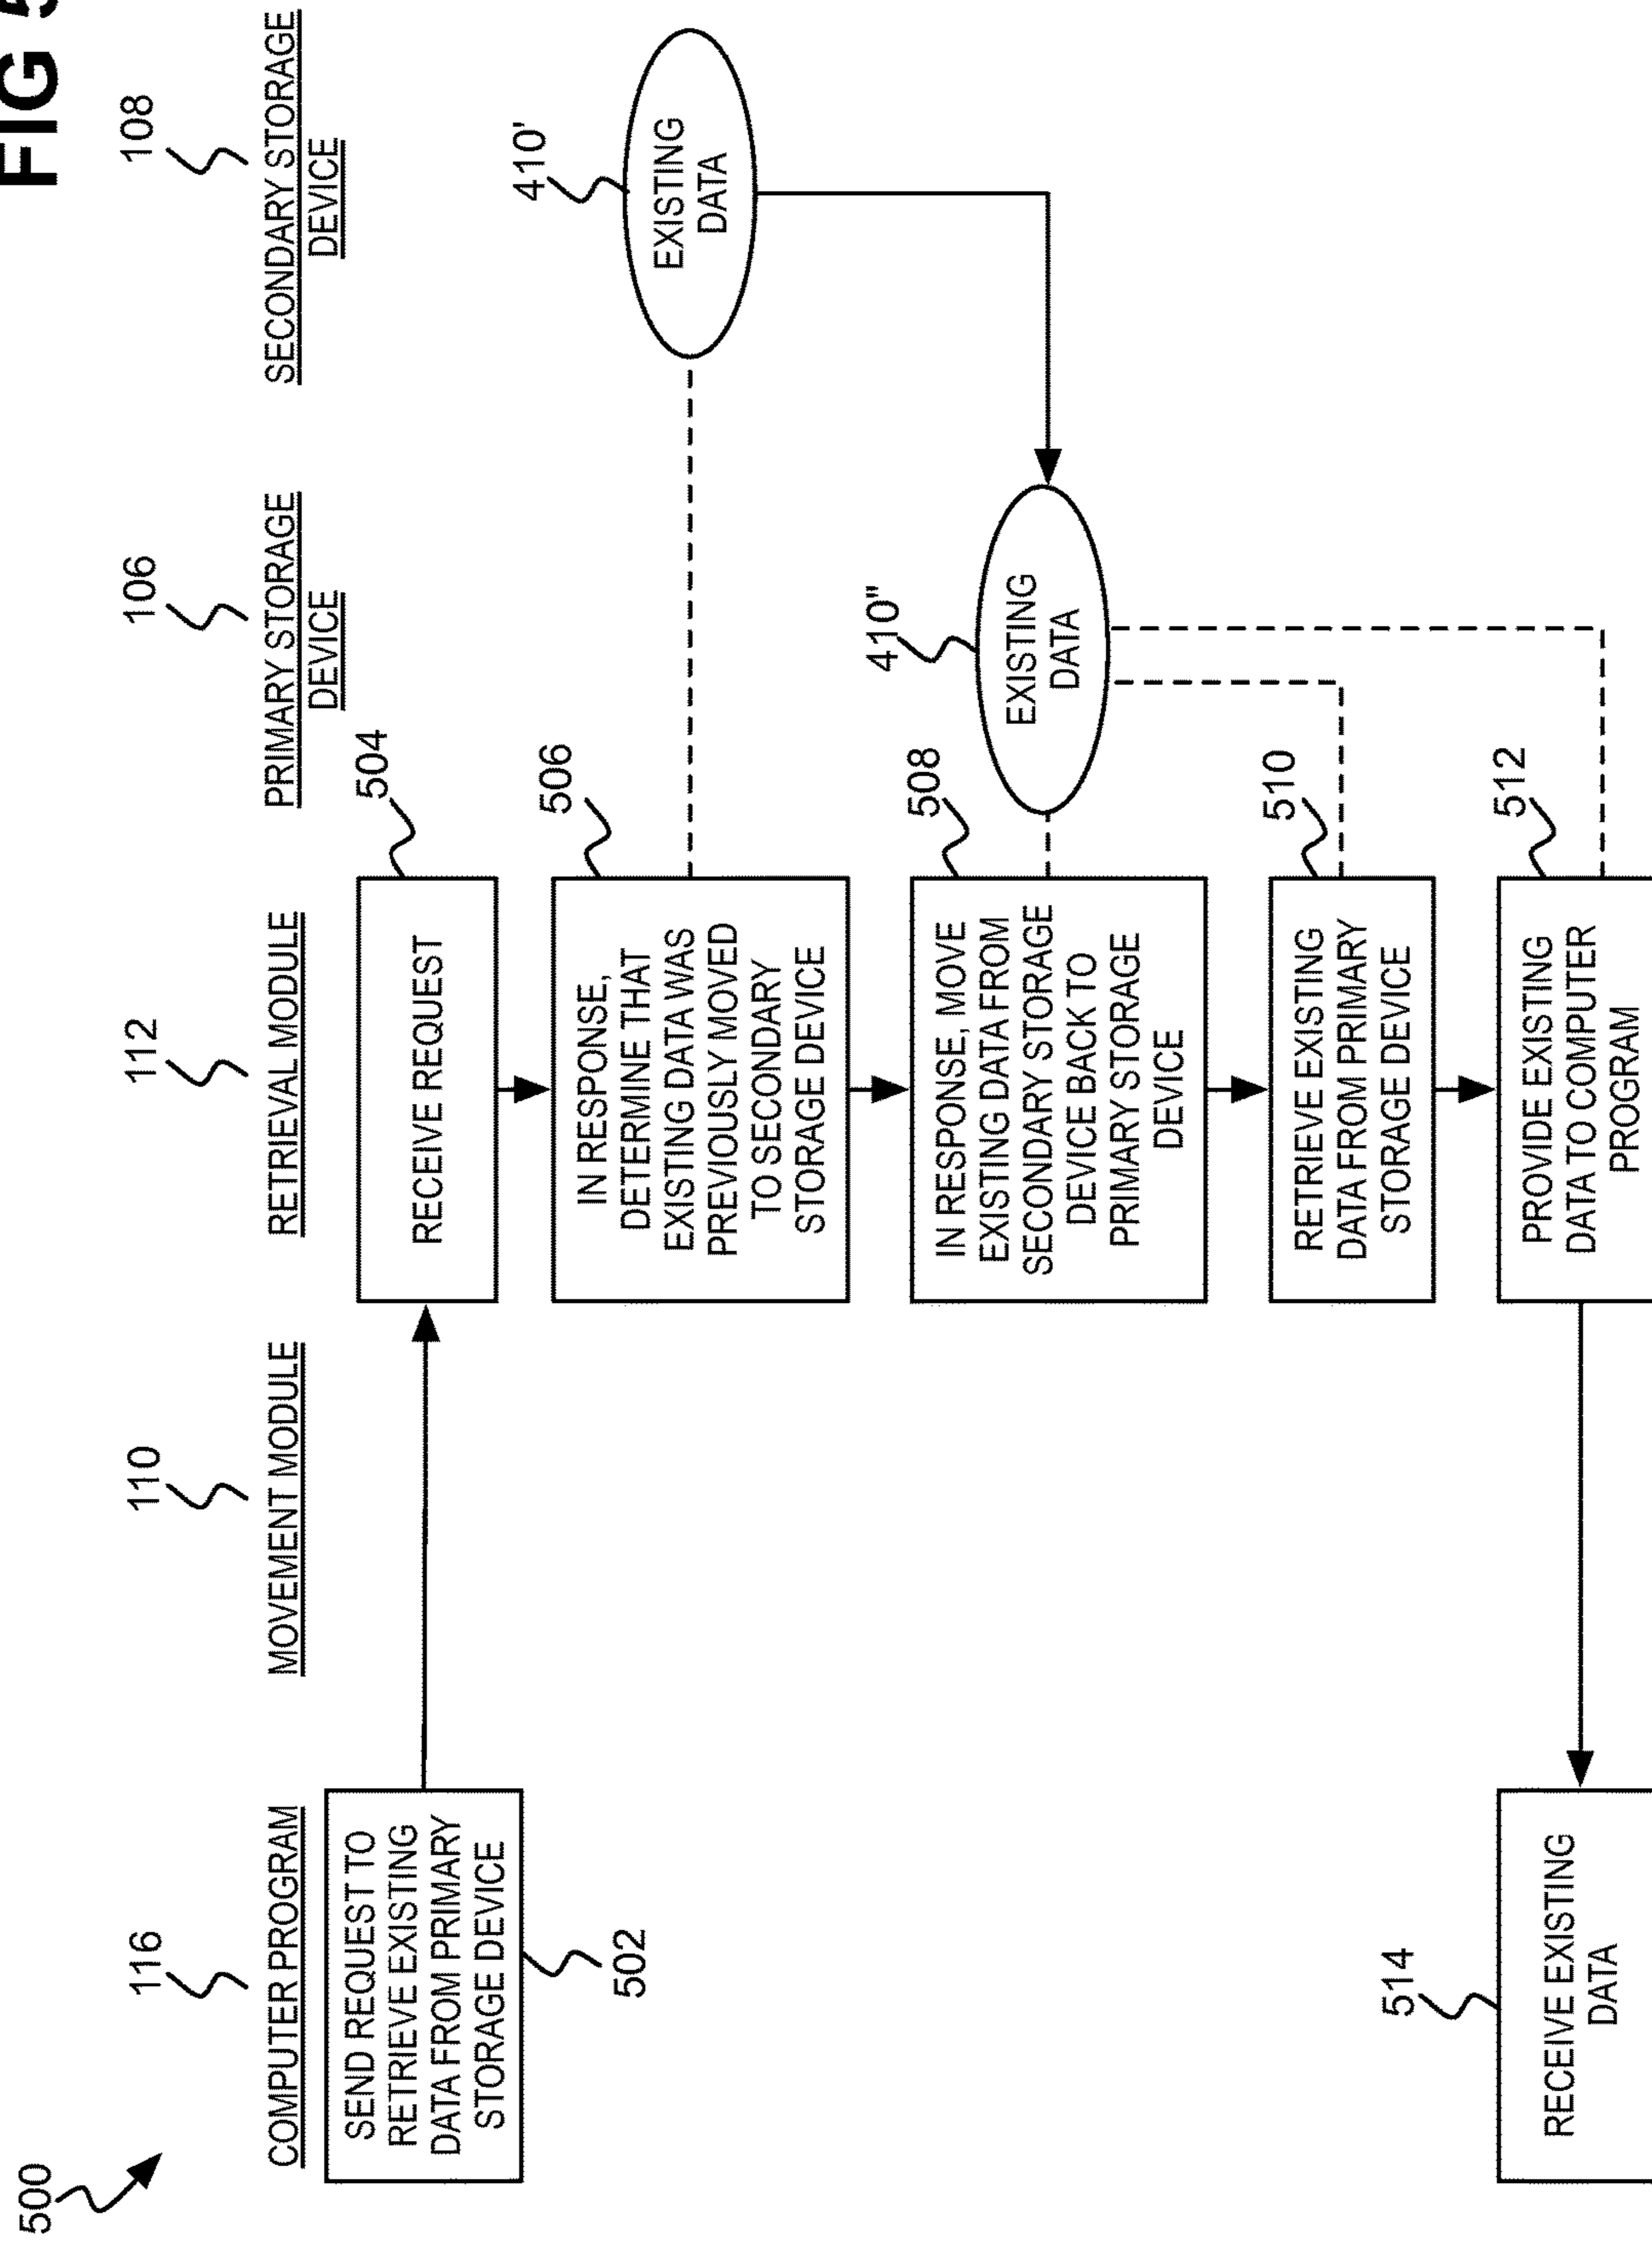 FIG 5
500
116
110
112
106
108
COMPUTER PROGRAM
MOVEMENT MODULE
RETRIEVAL MODULE
PRIMARY STORAGE
DEVICE
SECONDARY STORAGE
DEVICE
SEND REQUEST TO
RETRIEVE EXISTING
DATA FROM PRIMARY
STORAGE DEVICE
502
RECEIVE REQUEST
504
IN RESPONSE,
DETERMINE THAT
EXISTING DATA WAS
PREVIOUSLY MOVED
TO SECONDARY
STORAGE DEVICE
506
410'
EXISTING
DATA
IN RESPONSE, MOVE
EXISTING DATA FROM
SECONDARY STORAGE
DEVICE BACK TO
PRIMARY STORAGE
DEVICE
508
410"
EXISTING
DATA
RETRIEVE EXISTING
DATA FROM PRIMARY
STORAGE DEVICE
510
PROVIDE EXISTING
DATA TO COMPUTER
PROGRAM
512
514
RECEIVE EXISTING
DATA